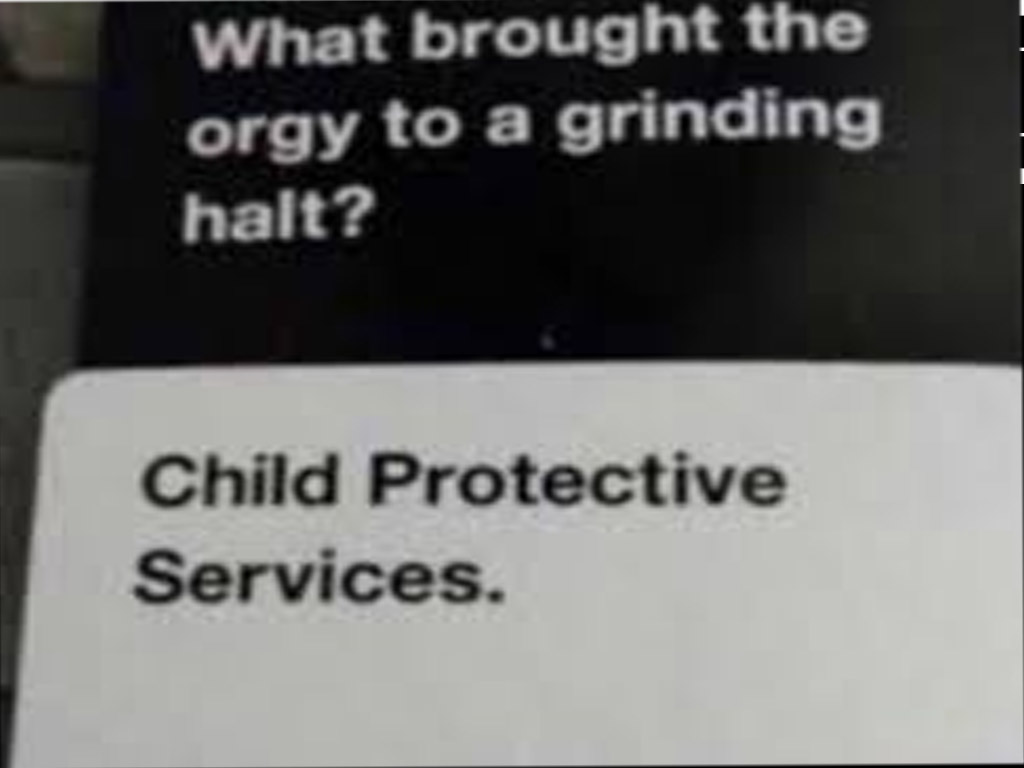 What brought the
orgy to a grinding
halt?
Child Protective
Services.